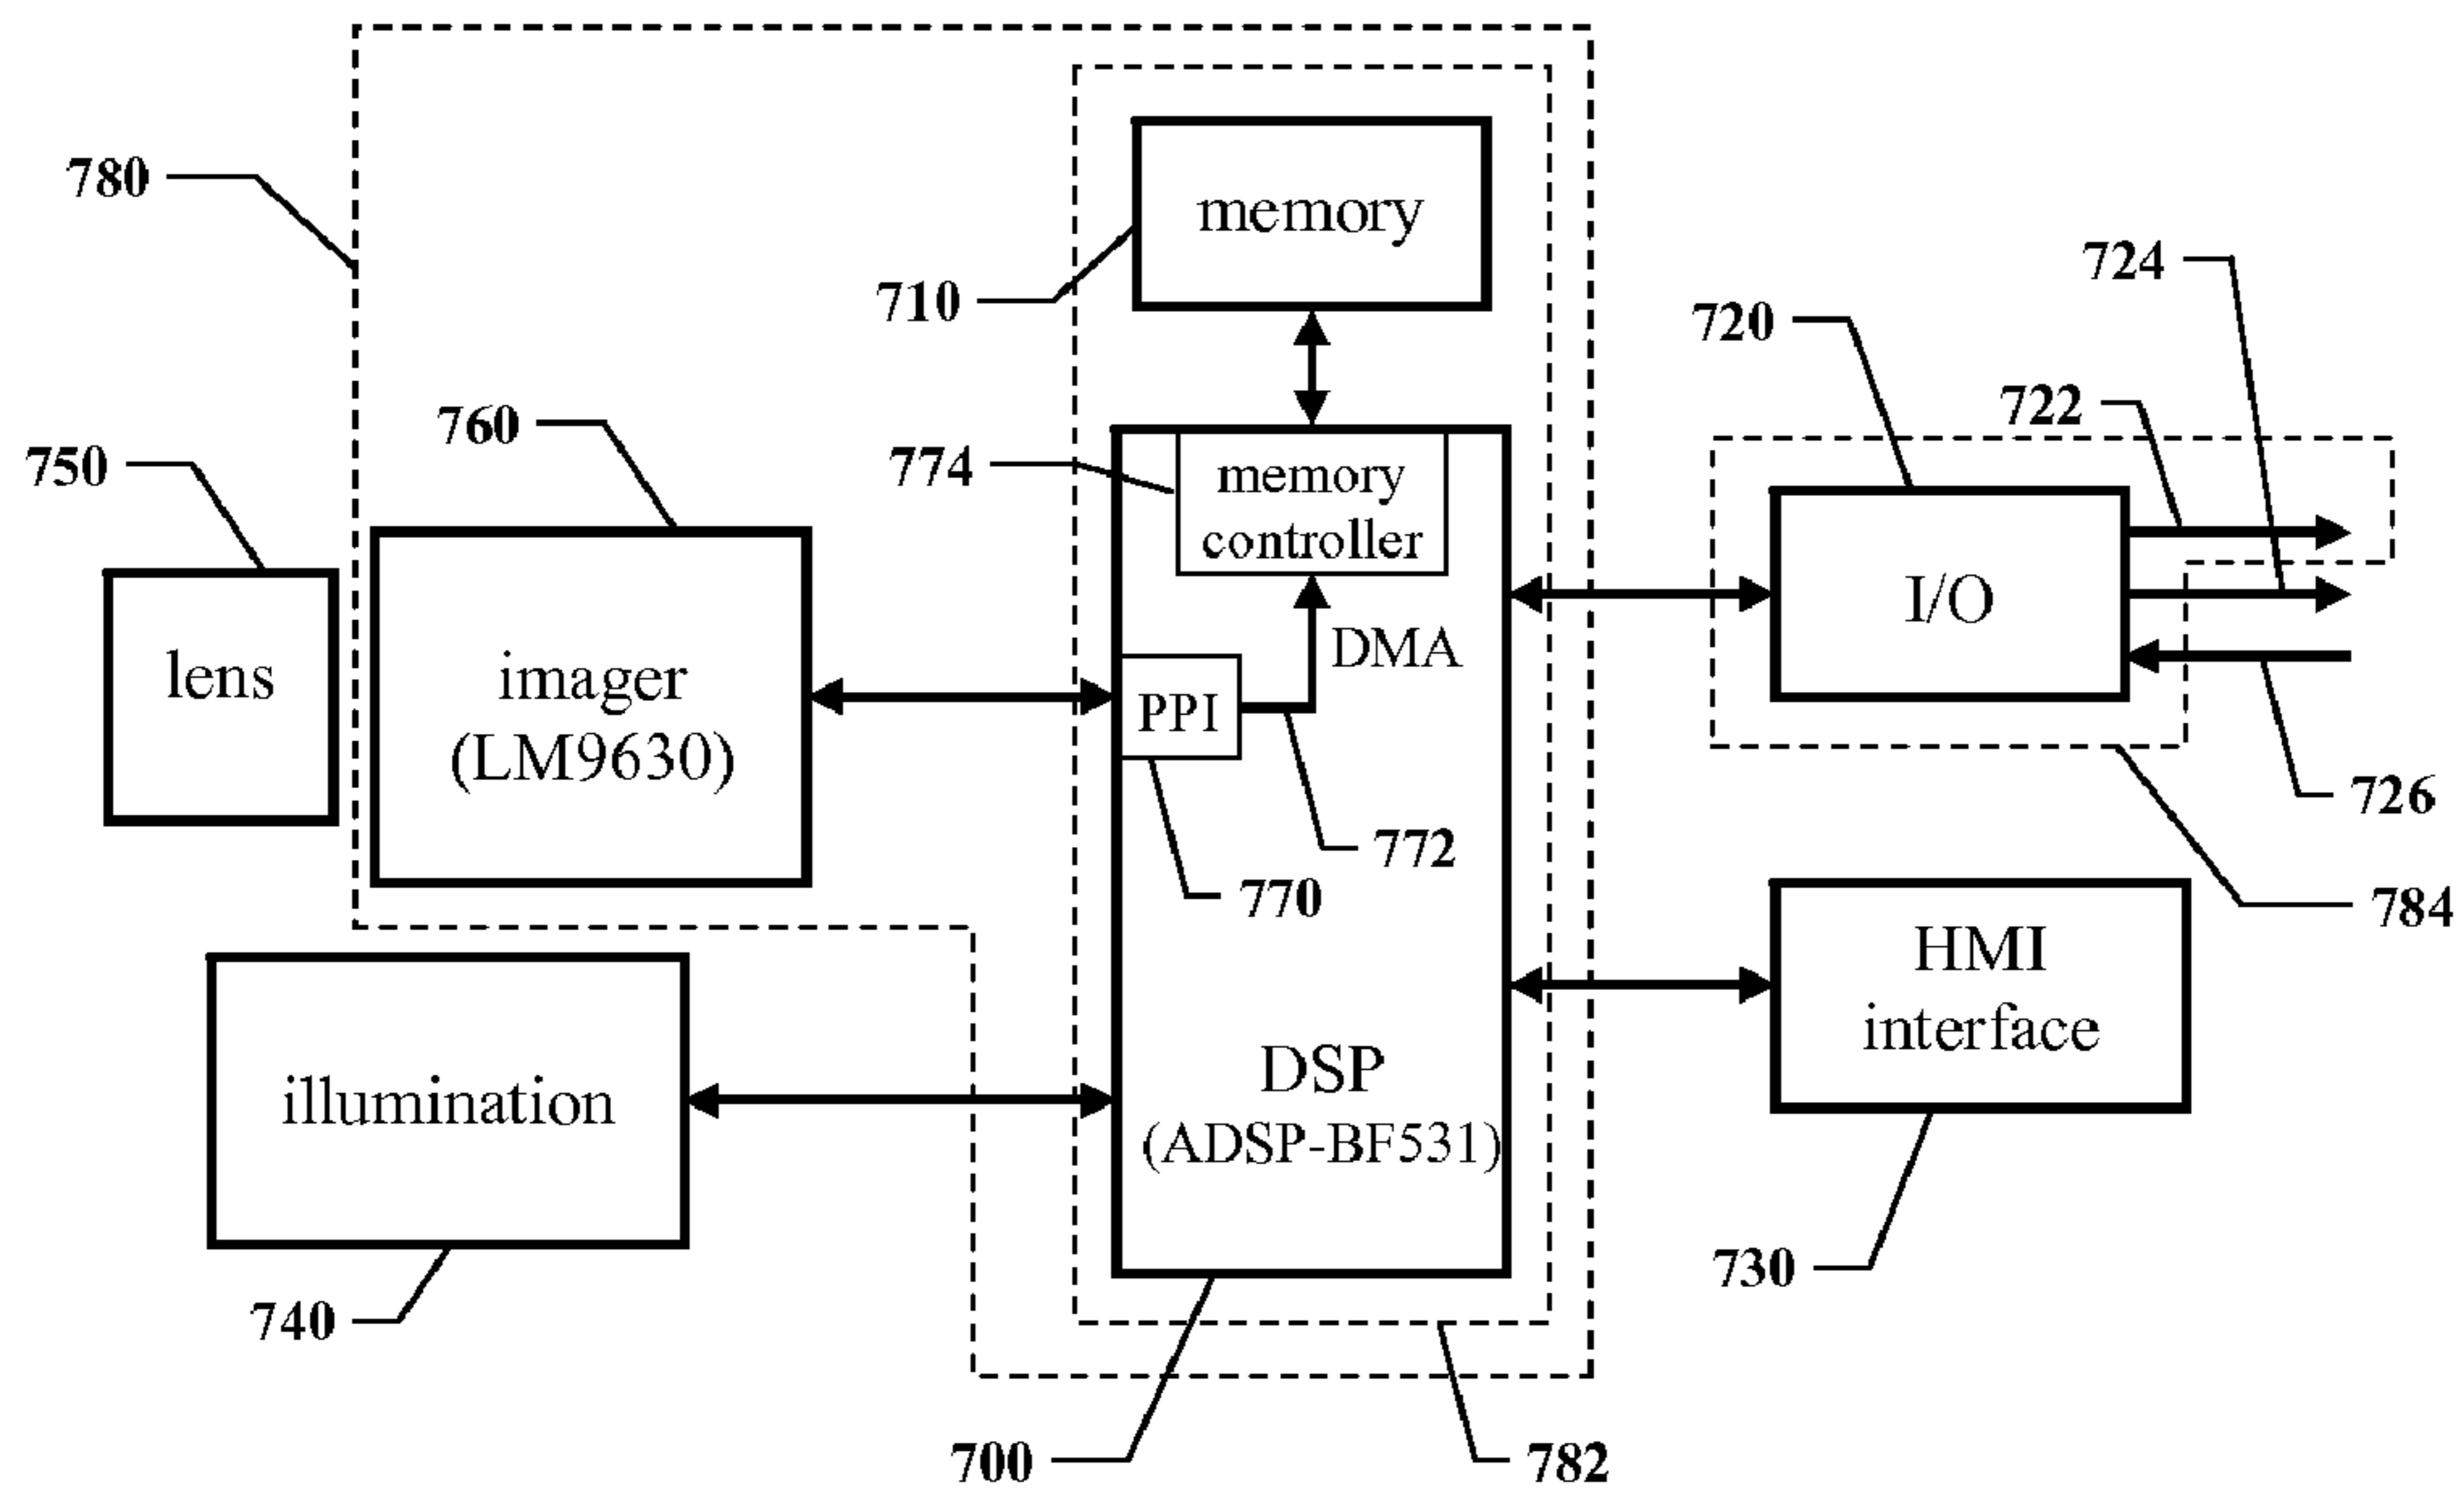 780
memory
724
710
720
722
760
750
774
memory
controller
I/O
DMA
lens
imager
(LM9630)
PPI
726
772
770
784
HMI
interface
illumination
DSP
(ADSP-BF531)
730
740
700
782